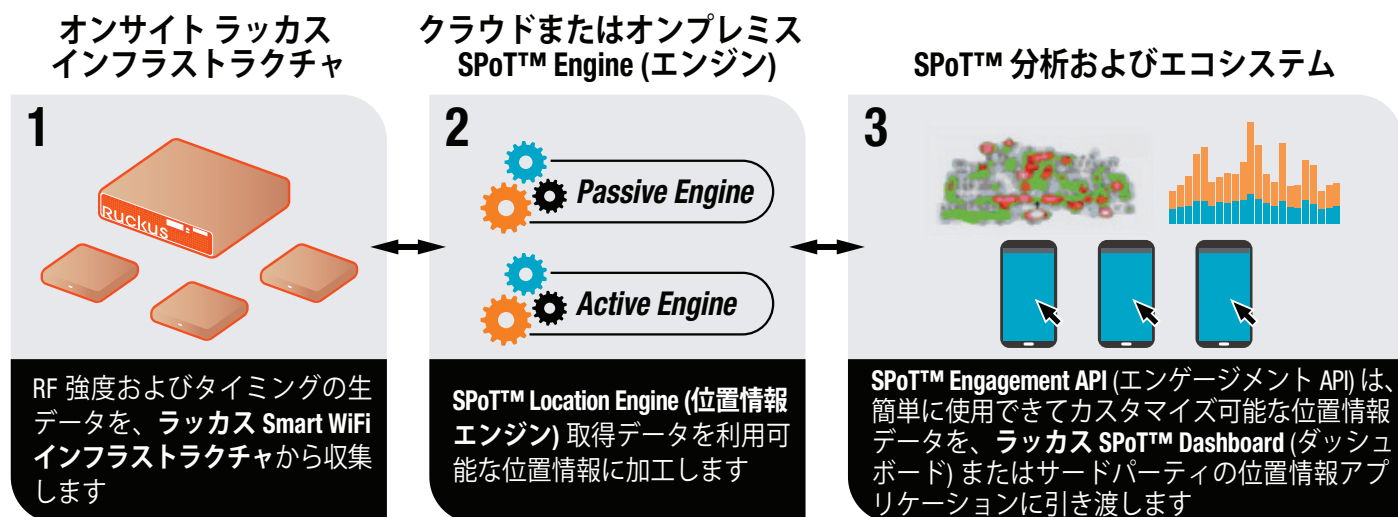 オンサイト ラッカス
インフラストラクチャ
1
Ruckus
RF 強度およびタイミングの生
データを、ラッカス Smart WiFi
インフラストラクチャから収集
します
クラウドまたはオンプレミス
SPoT™ Engine (エンジン)
2
Passive Engine
Active Engine
SPoT™ Location Engine (位置情報
エンジン) 取得データを利用可
能な位置情報に加工します
SPoT™ 分析およびエコシステム
3
SPoT™ Engagement API (エンゲージメント API) は、
簡単に使用できてカスタマイズ可能な位置情報
データを、ラッカス SPoT™ Dashboard (ダッシュ
ボード) またはサードパーティの位置情報アプ
リケーションに引き渡します